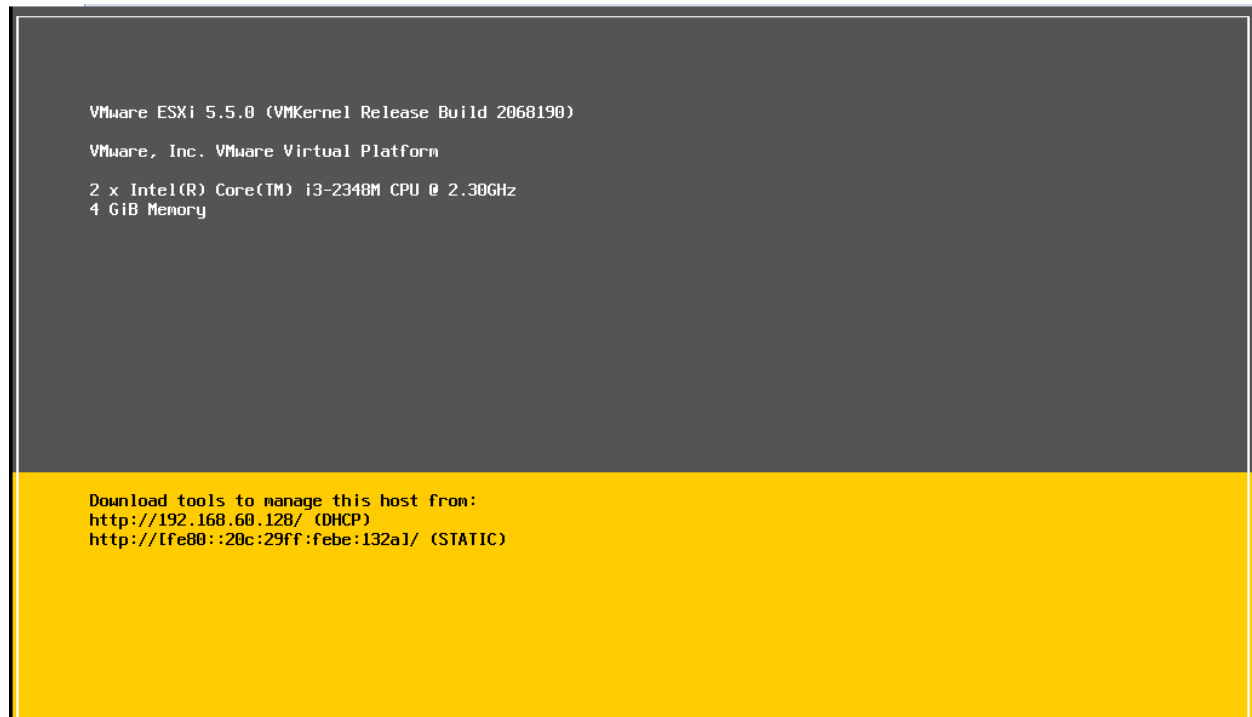 VMware ESXi 5.5.0 (VMKernel Release Build 2068190)
VMware, Inc. VMware Virtual Platform
2 x Intel(R) Core(TM) i3-2348M CPU @ 2.30GHz
4 GiB Memory
Download tools to manage this host from:
http://192.168.60.128/ (DHCP)
http://[fe80::20c:29ff:febe:132a]/ (STATIC)